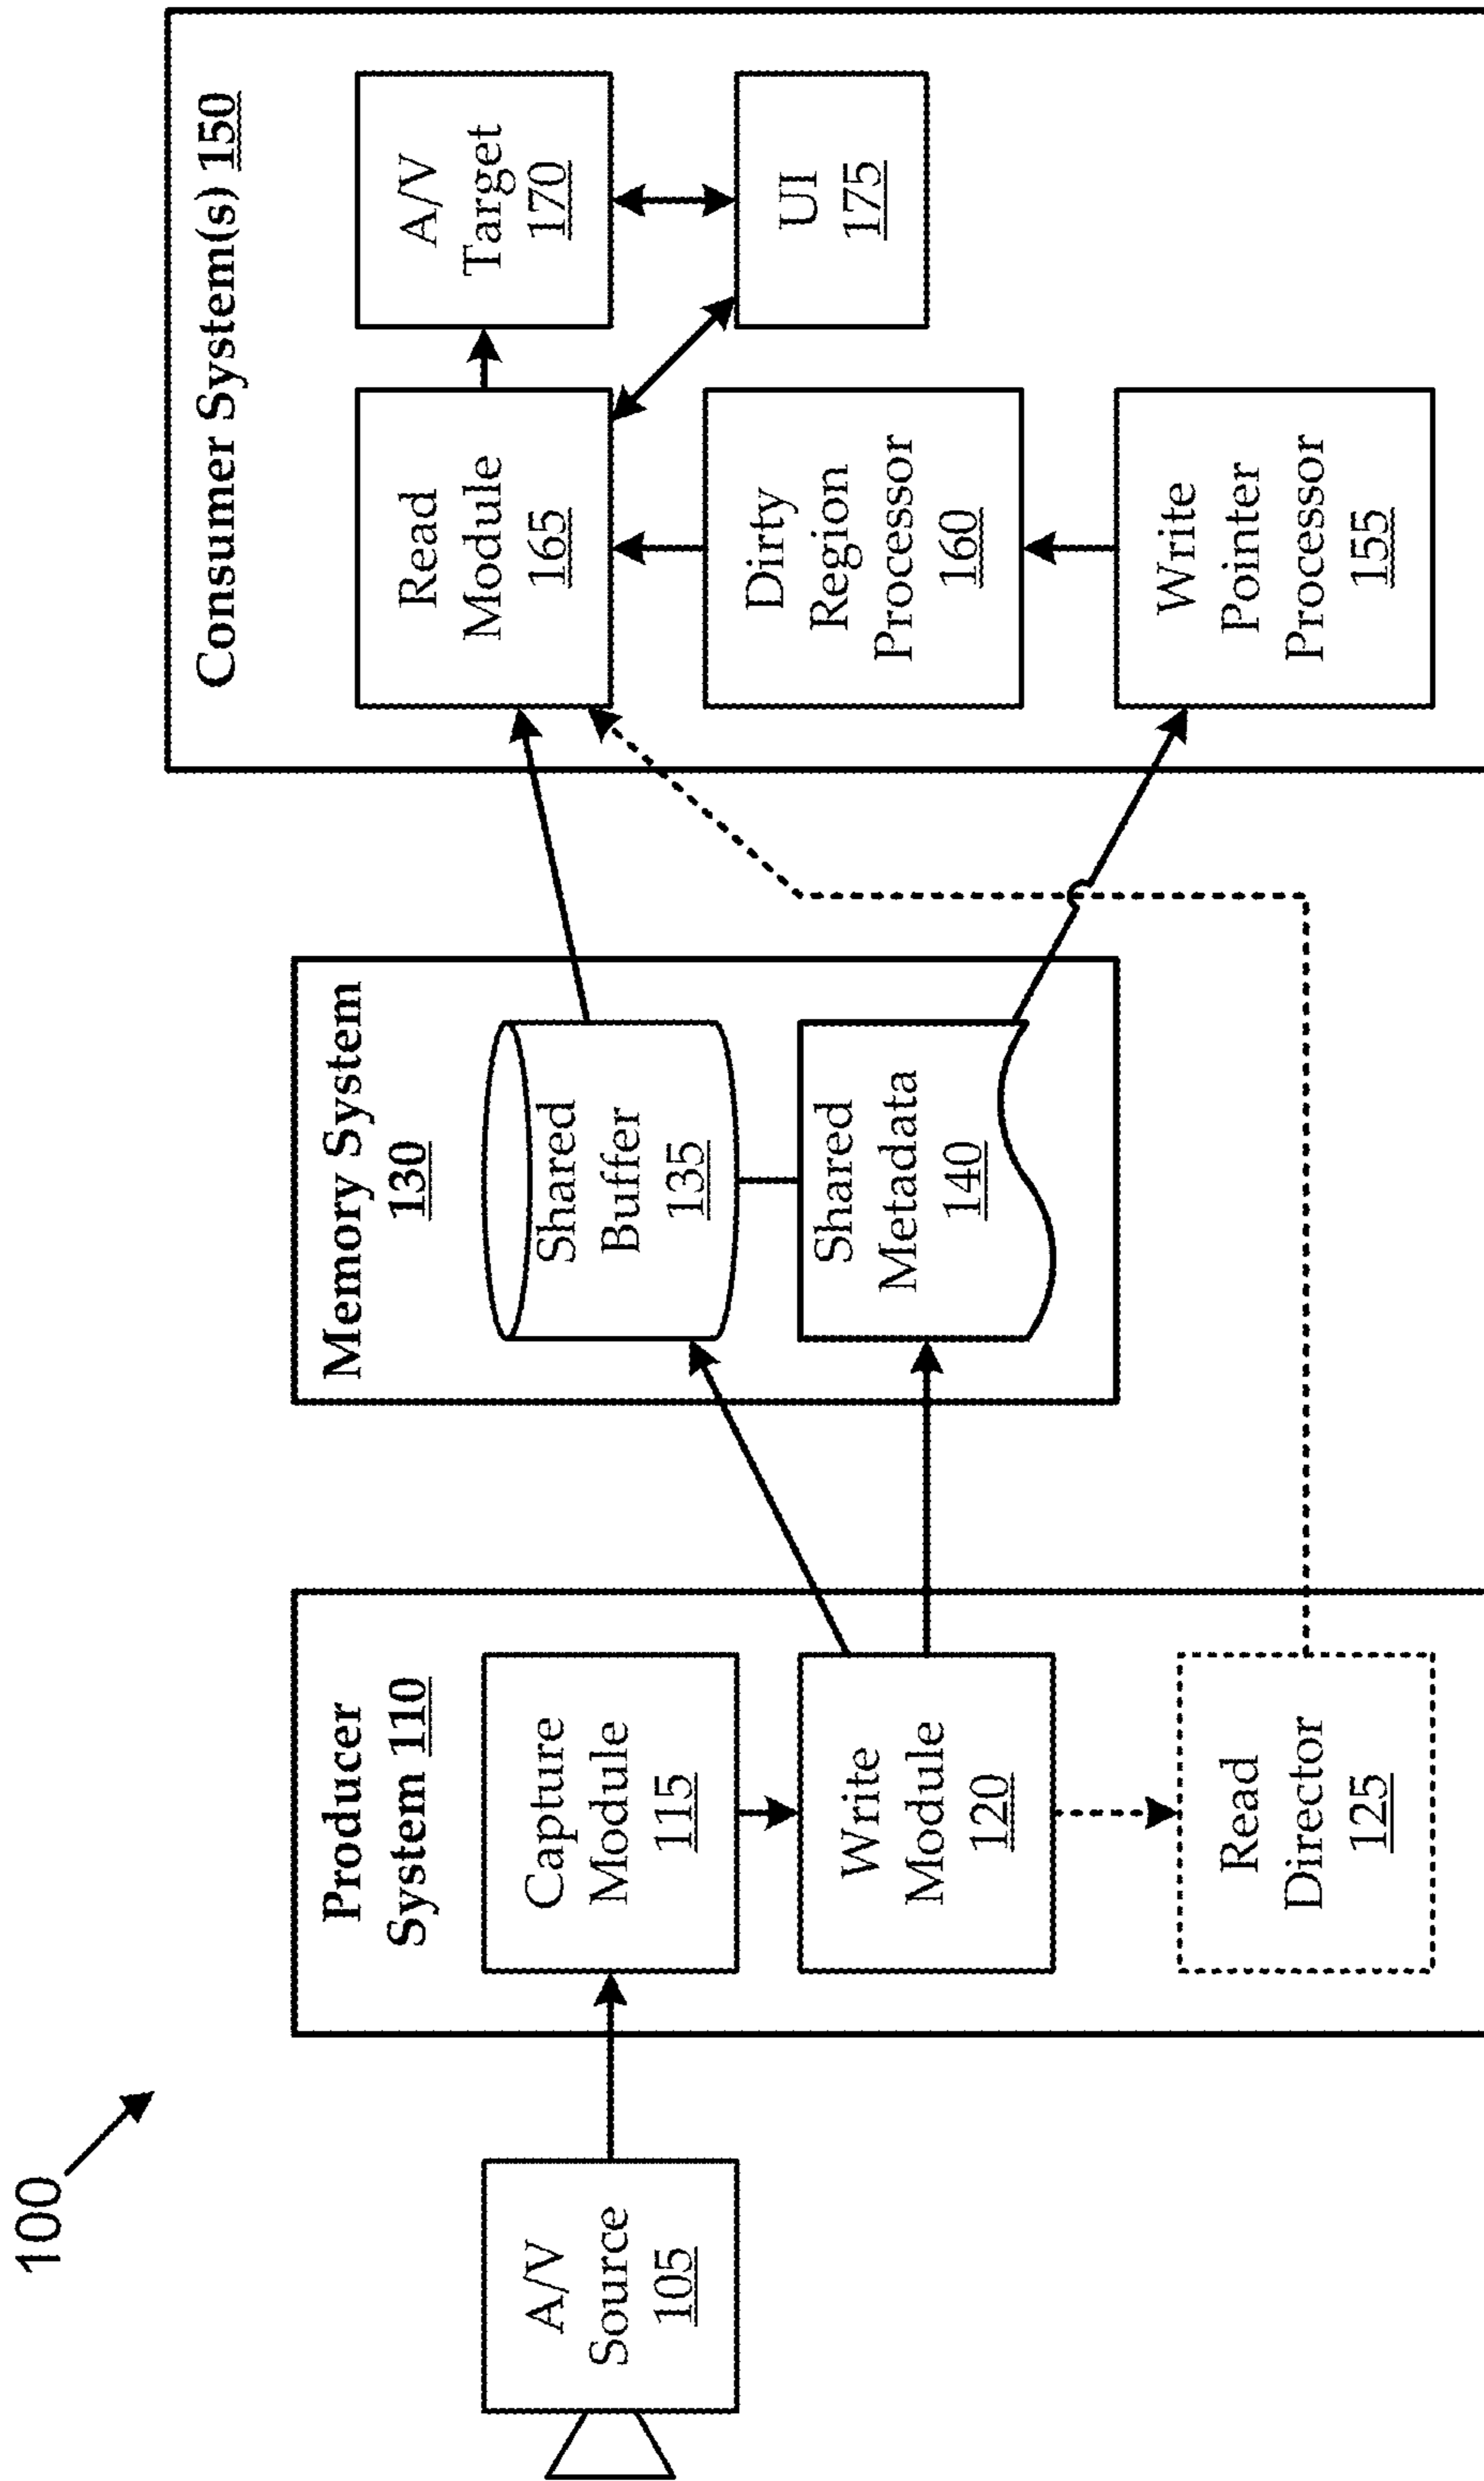 100
A/V
Source
105
Producer
System 110
Capture
Module
115
Write
Module
120
Read
Director
125
Memory System
130
Shared
Buffer
135
Shared
Metadata
140
Consumer System(s) 150
Read
Module
165
A/V
Target
170
UI
175
Dirty
Region
Processor
160
Write
Pointer
Processor
155